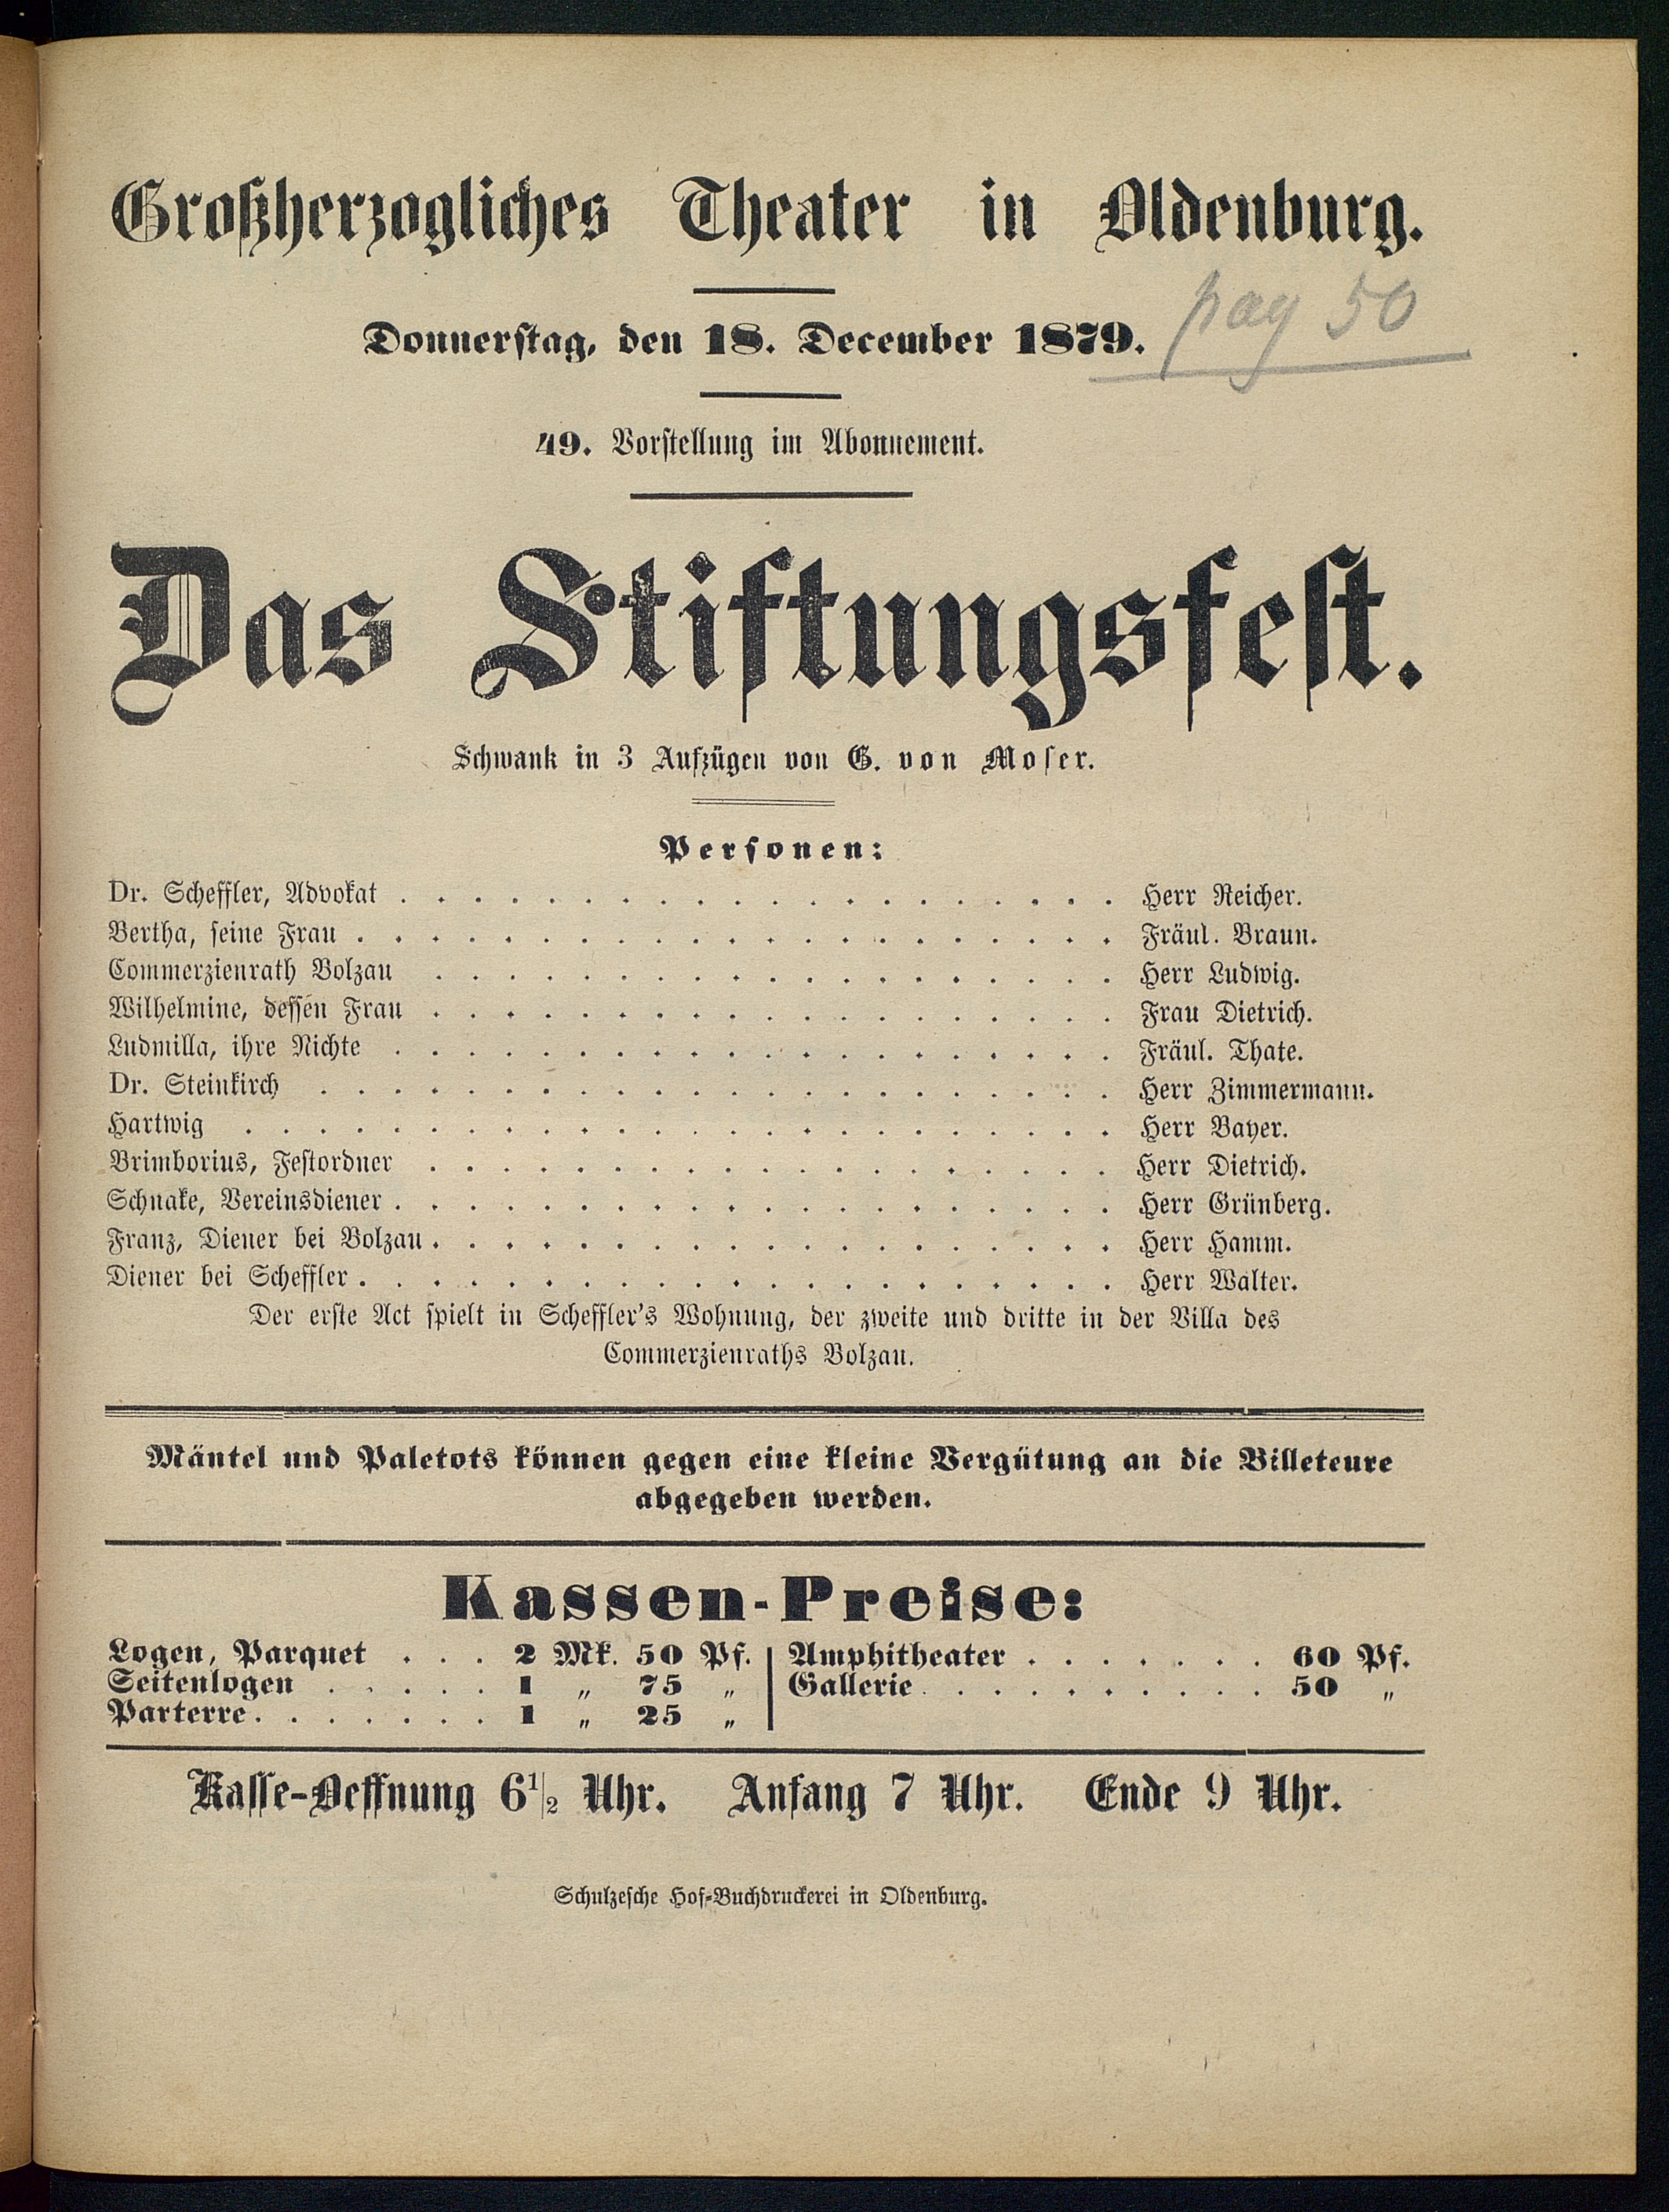 Großherzogliches Theater in Oldenburg.
pag 50
Donnerstag, den 18. December 1879.
49. Vorstellung im Abonnement.
Das Stiftungsfest.
Schwank in 3 Aufzügen von G. von Moser.
Personen:
Dr. Scheffler, Advokat . . . . . . . . . . Herr Reicher.
Bertha, seine Frau . . . . . . . . . . Fräul. Braun.
Commerzienrath Bolzau . . . . . . . . . . Herr Ludwig.
Wilhelmine, dessen Frau . . . . . . . . . . Frau Dietrich.
Ludmilla, ihre Nichte . . . . . . . . . . Fräul. Thate.
Dr. Steinkirch . . . . . . . . . . Herr Zimmermann.
Hartwig . . . . . . . . . . Herr Bayer.
Brimborius, Festordner . . . . . . . . . . Herr Dietrich.
Schnake, Vereinsdiener . . . . . . . . . . Herr Grünberg.
Franz, Diener bei Bolzau . . . . . . . . . . Herr Hamm.
Diener bei Scheffler . . . . . . . . . . Herr Walter.
Der erste Act spielt in Scheffler's Wohnung, der zweite und dritte in der Villa des
Commerzienraths Bolzau.
Mäntel und Paletots können gegen eine kleine Vergütung an die Billeteure
abgegeben werden.
Kassen-Preise:
Logen, Parquet . . . 2 Mk. 50 Pf. | Amphitheater . . . . . . . 60 Pf.
Seitenlogen . . . . . 1 „ 75 „ | Gallerie . . . . . . . . . . 50 „
Parterre . . . . . . . 1 „ 25 „
Kasse-Oeffnung 6 1/2 Uhr. Anfang 7 Uhr. Ende 9 Uhr.
Schulzesche Hof-Buchdruckerei in Oldenburg.